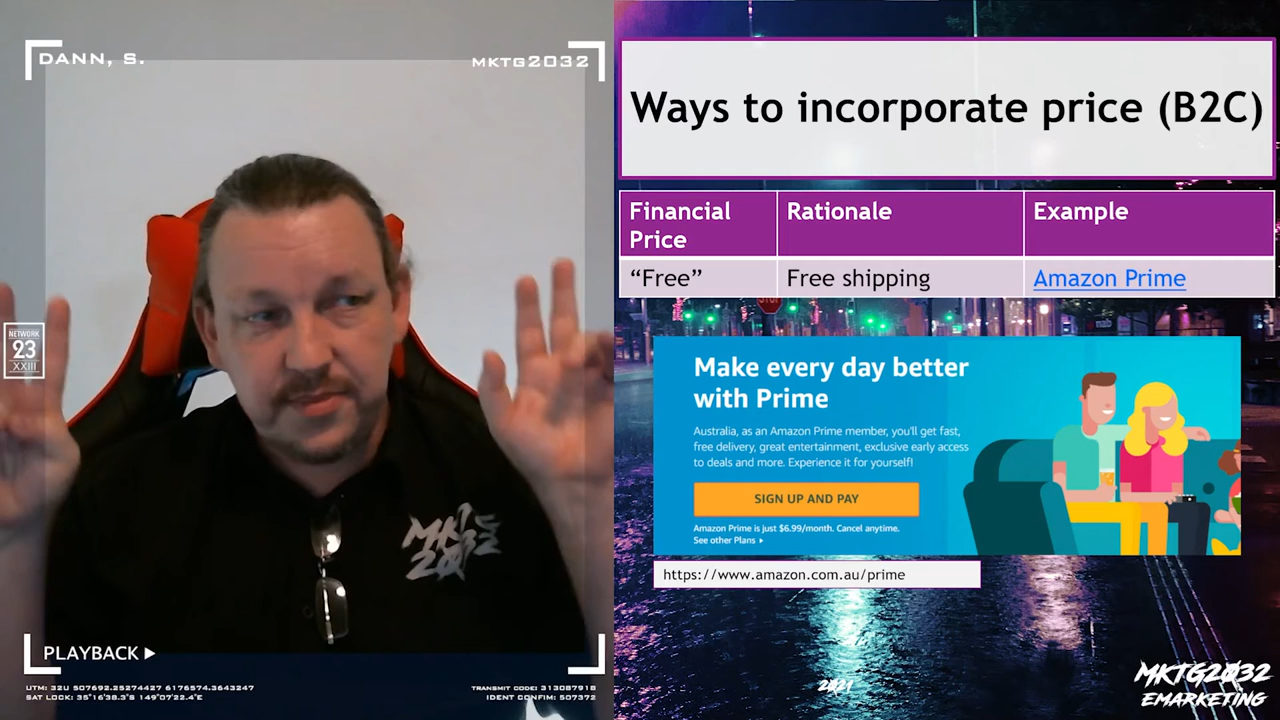 DANN, S.
MKTG2032
NETWORK
23
XXIII
MKTG
2032
PLAYBACK
UTM: 32U 507692.25274427 6176574.3643247
SAT LOCK: 35°16'38.3"S 149°07'22.4"E
TRANSMIT CODE: 313087918
IDENT CONFIM: 507372
Ways to incorporate price (B2C)
Financial Price
Rationale
Example
“Free”
Free shipping
Amazon Prime
STOP
Make every day better
with Prime
Australia, as an Amazon Prime member, you'll get fast,
free delivery, great entertainment, exclusive early access
to deals and more. Experience it for yourself!
SIGN UP AND PAY
Amazon Prime is just $6.99/month. Cancel anytime.
See other Plans
https://www.amazon.com.au/prime
2021
MKTG2032
EMARKETING